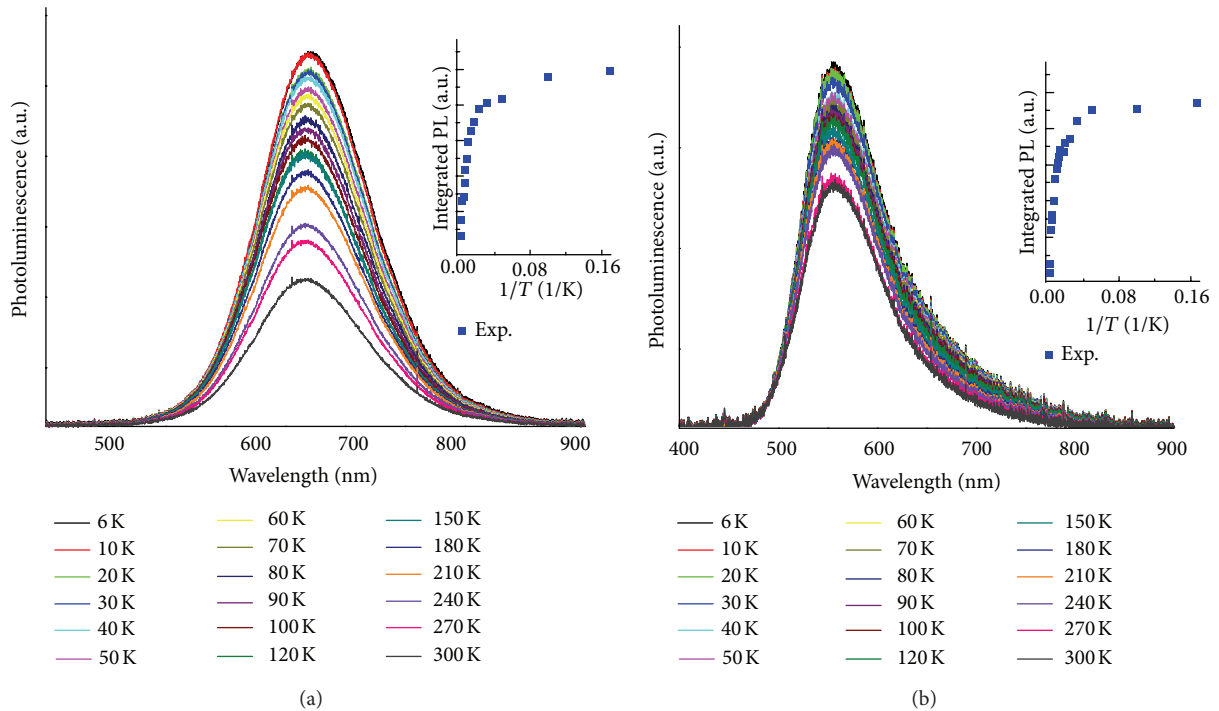 (a)
Photoluminescence (a.u.)
Integrated PL (a.u.)
0.00 0.08 0.16
1/T (1/K)
Exp.
500 600 700 800 900
Wavelength (nm)
6 K 60 K 150 K
10 K 70 K 180 K
20 K 80 K 210 K
30 K 90 K 240 K
40 K 100 K 270 K
50 K 120 K 300 K
(a)
b)
Photoluminescence (a.u.)
Integrated PL (a.u.)
0.00 0.08 0.16
1/T (1/K)
Exp.
400 500 600 700 800 900
Wavelength (nm)
6 K 60 K 150 K
10 K 70 K 180 K
20 K 80 K 210 K
30 K 90 K 240 K
40 K 100 K 270 K
50 K 120 K 300 K
(b)